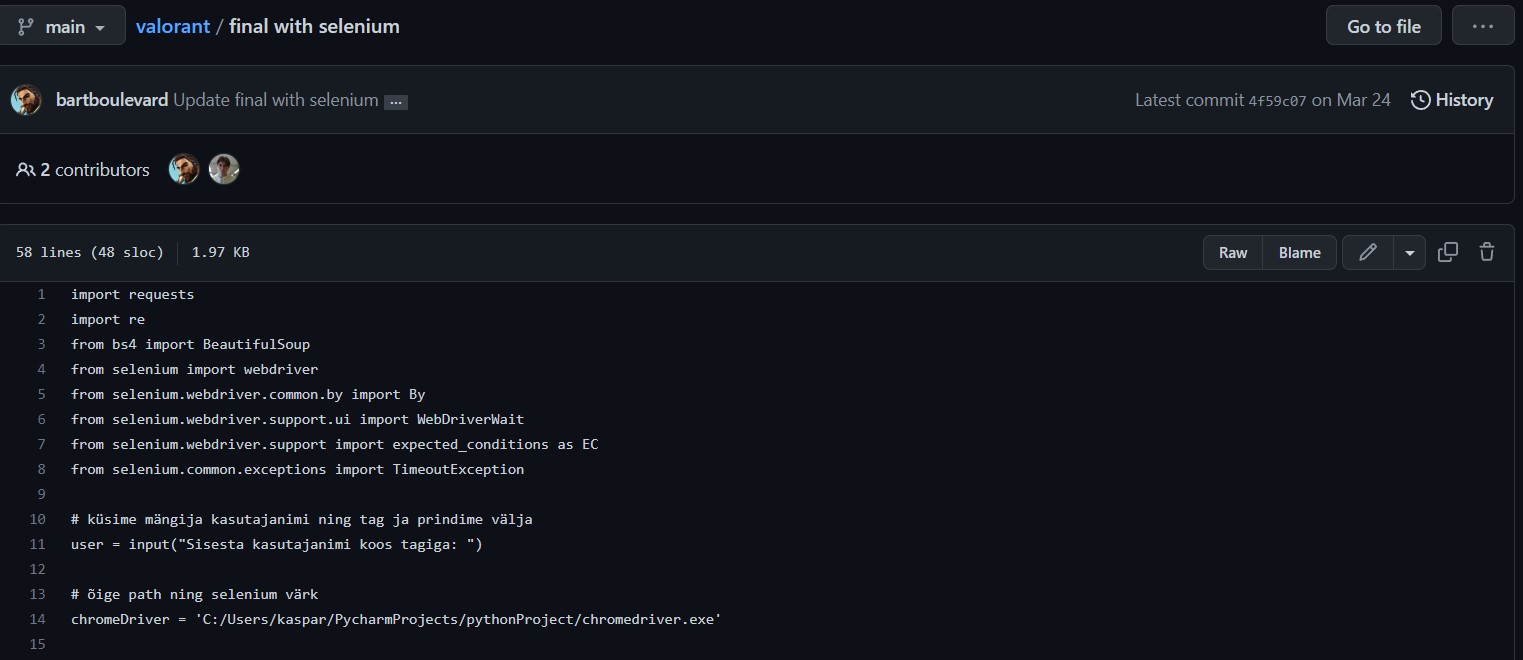 main valorant / final with selenium Go to file ...
bartboulevard Update final with selenium ... Latest commit 4f59c07 on Mar 24 History
2 contributors
58 lines (48 sloc) 1.97 KB Raw Blame
1 import requests
2 import re
3 from bs4 import BeautifulSoup
4 from selenium import webdriver
5 from selenium.webdriver.common.by import By
6 from selenium.webdriver.support.ui import WebDriverWait
7 from selenium.webdriver.support import expected_conditions as EC
8 from selenium.common.exceptions import TimeoutException
9
10 # küsime mängija kasutajanimi ning tag ja prindime välja
11 user = input("Sisesta kasutajanimi koos tagiga: ")
12
13 # õige path ning selenium värk
14 chromeDriver = 'C:/Users/kaspar/PycharmProjects/pythonProject/chromedriver.exe'
15